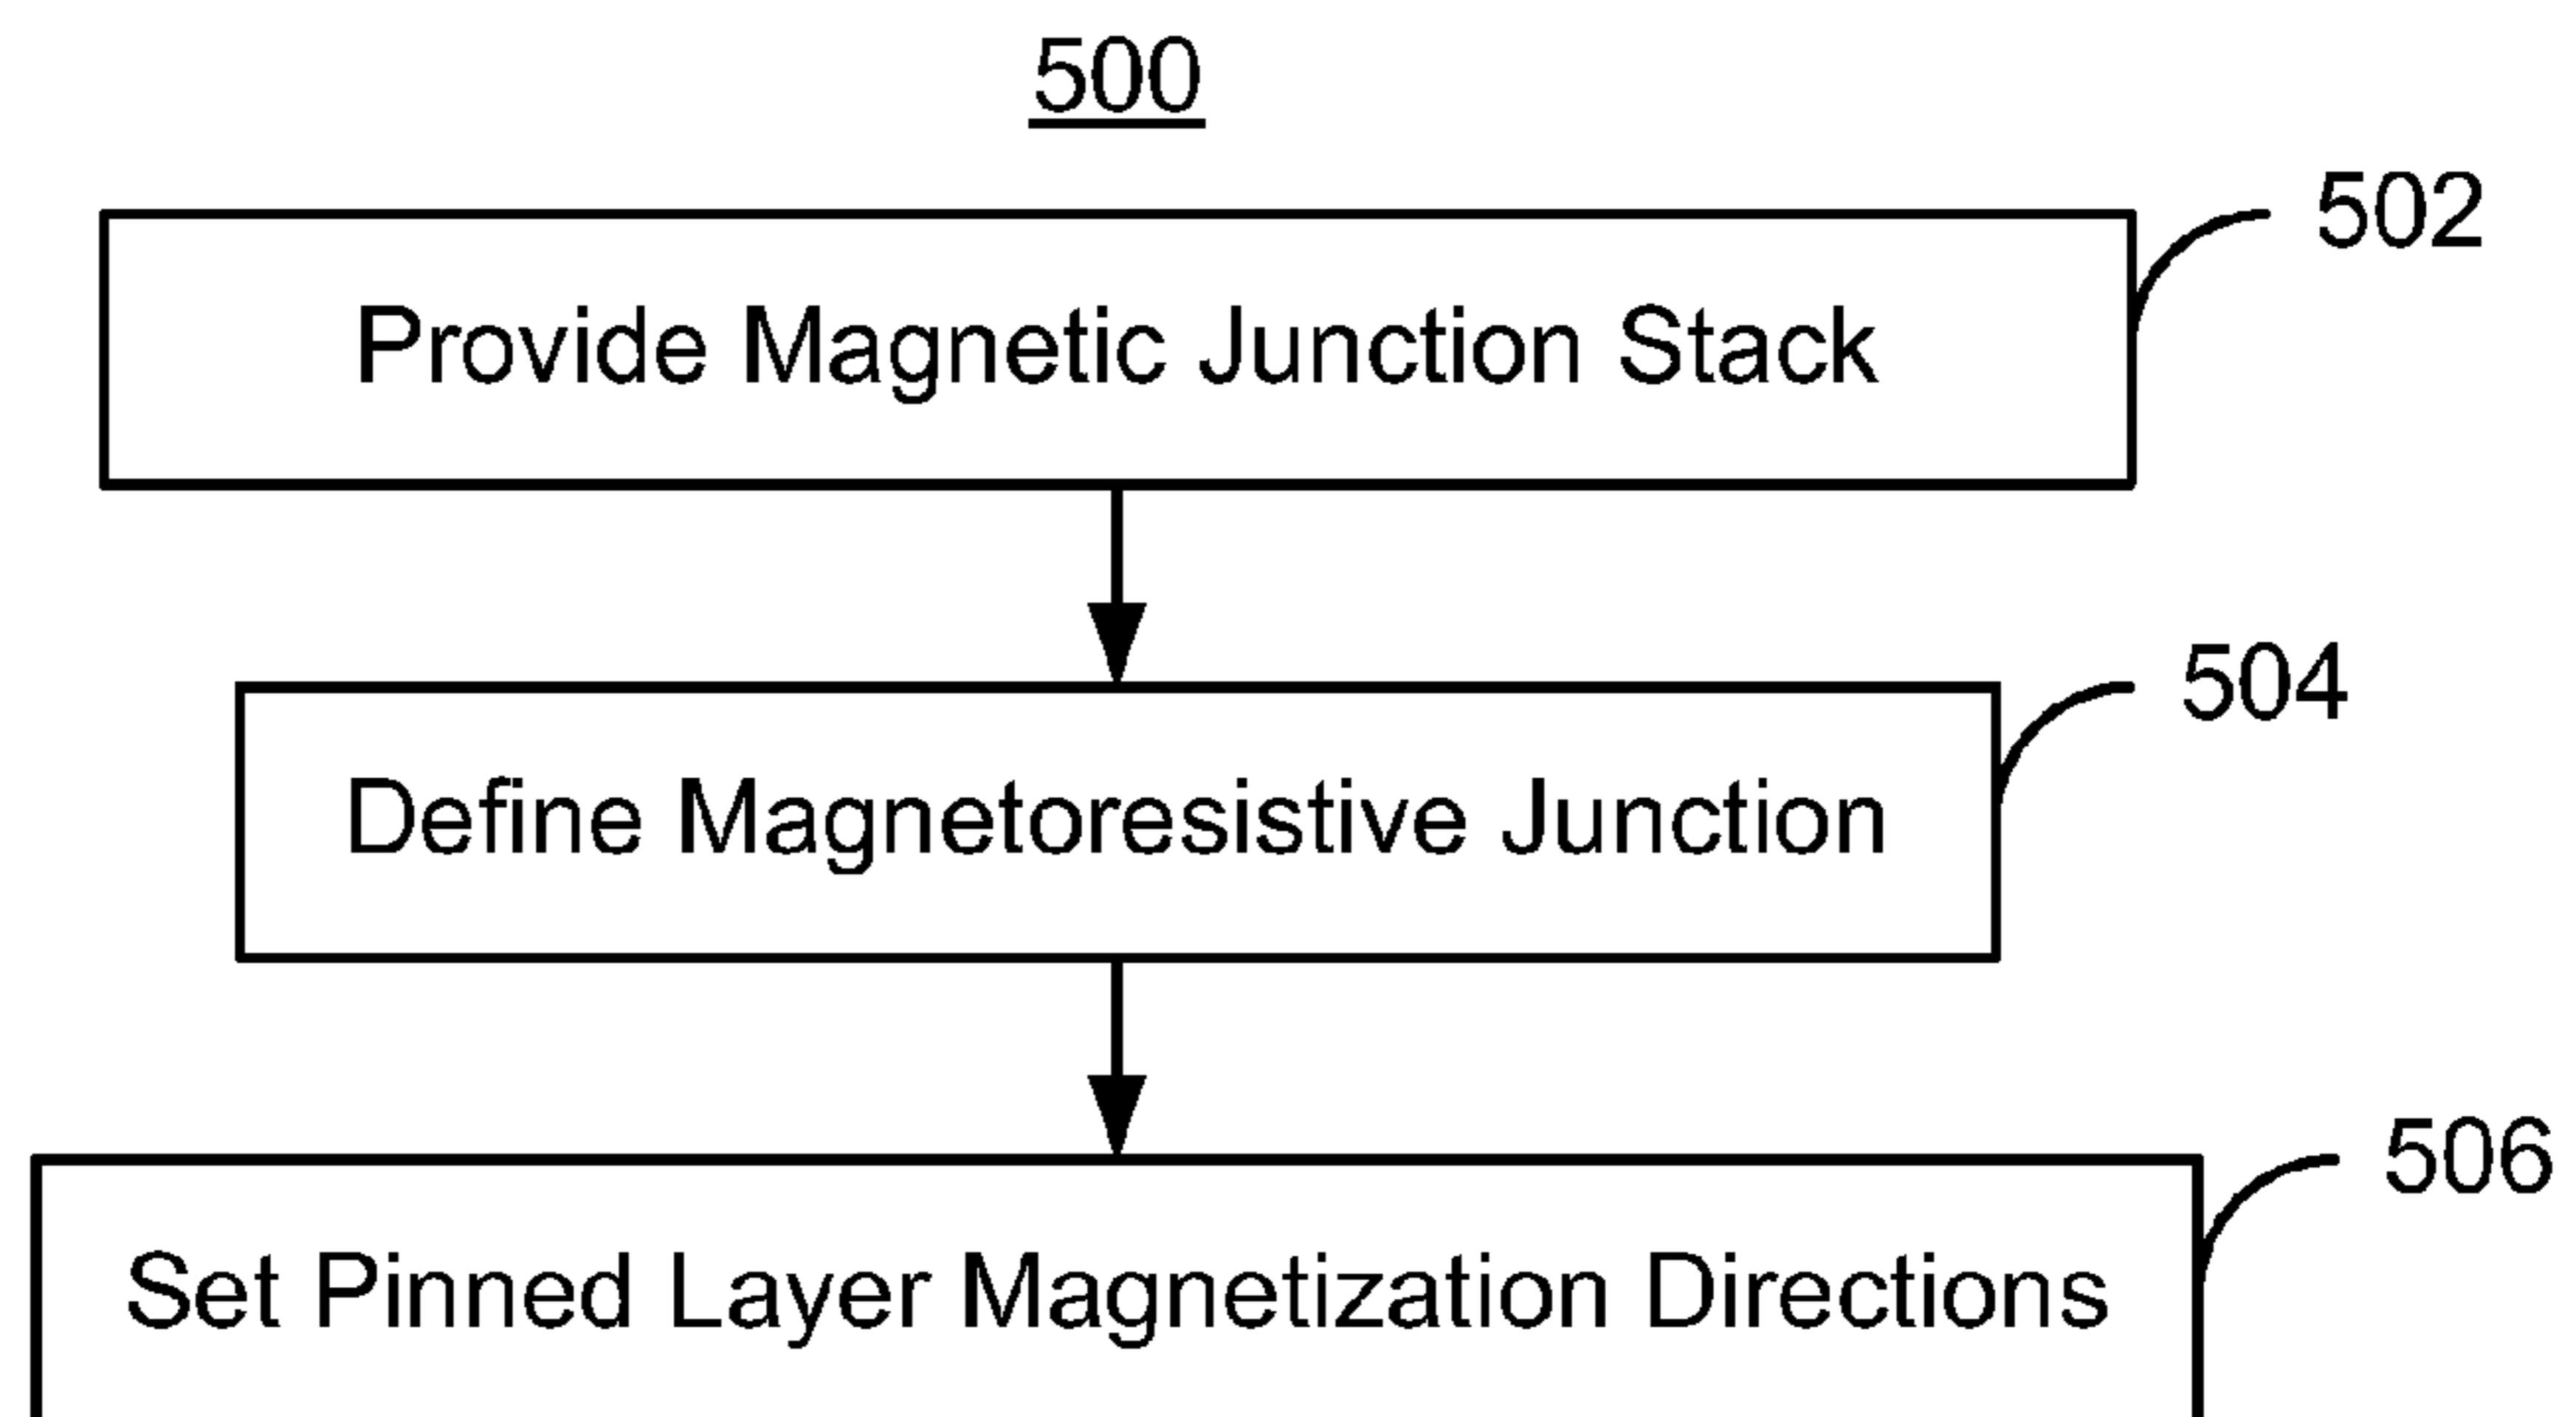 500
502
Provide Magnetic Junction Stack
504
Define Magnetoresistive Junction
506
Set Pinned Layer Magnetization Directions